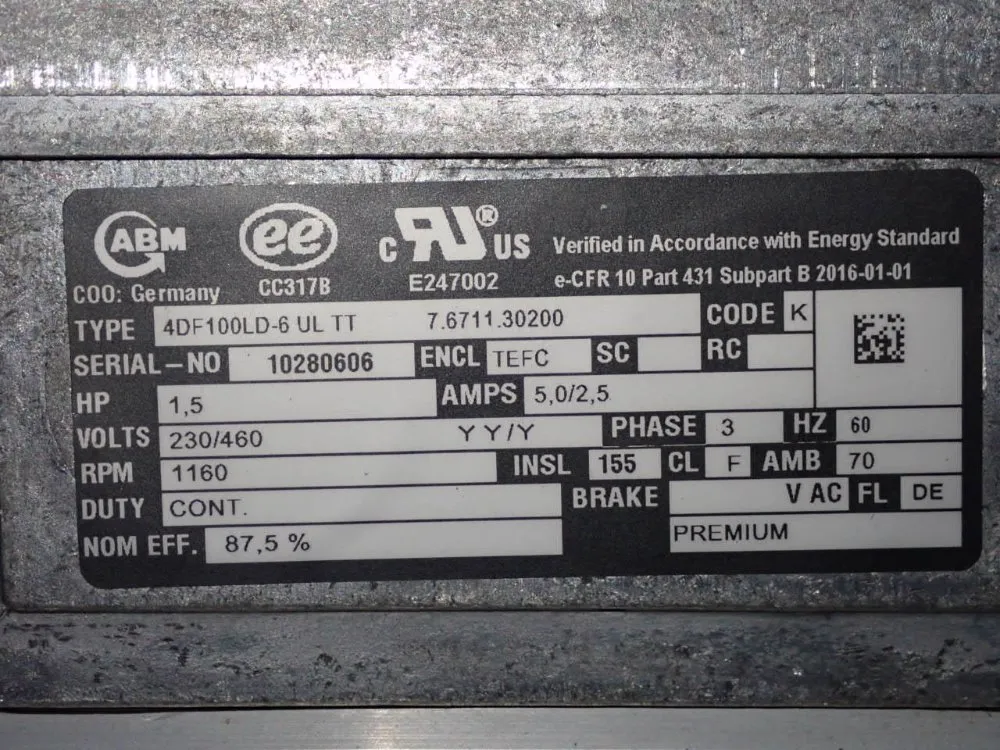 ABM ee CC317B C RU® US E247002
COO: Germany
Verified in Accordance with Energy Standard
e-CFR 10 Part 431 Subpart B 2016-01-01
TYPE 4DF100LD-6 UL TT 7.6711.30200 CODE K
SERIAL-NO 10280606 ENCL TEFC SC RC
HP 1,5 AMPS 5,0/2,5
VOLTS 230/460 YY/Y PHASE 3 HZ 60
RPM 1160 INSL 155 CL F AMB 70
DUTY CONT. BRAKE V AC FL DE
NOM EFF. 87,5 % PREMIUM